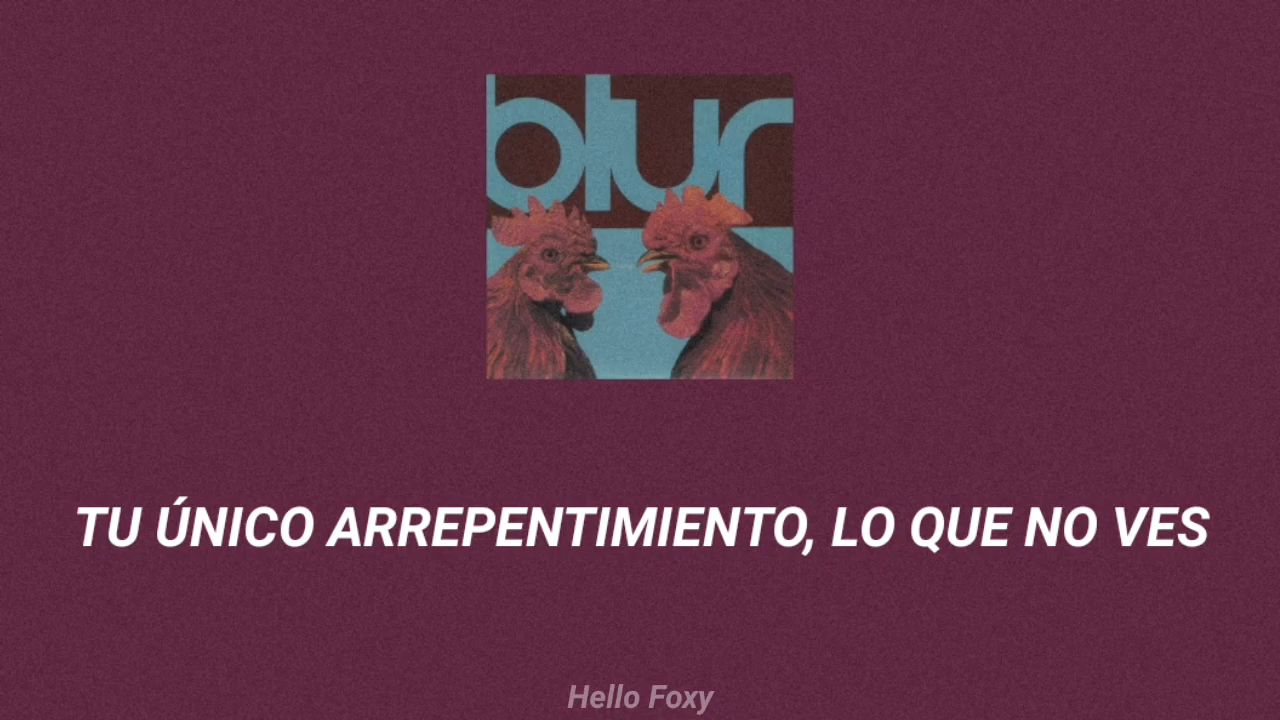 blur
TU ÚNICO ARREPENTIMIENTO, LO QUE NO VES
Hello Foxy